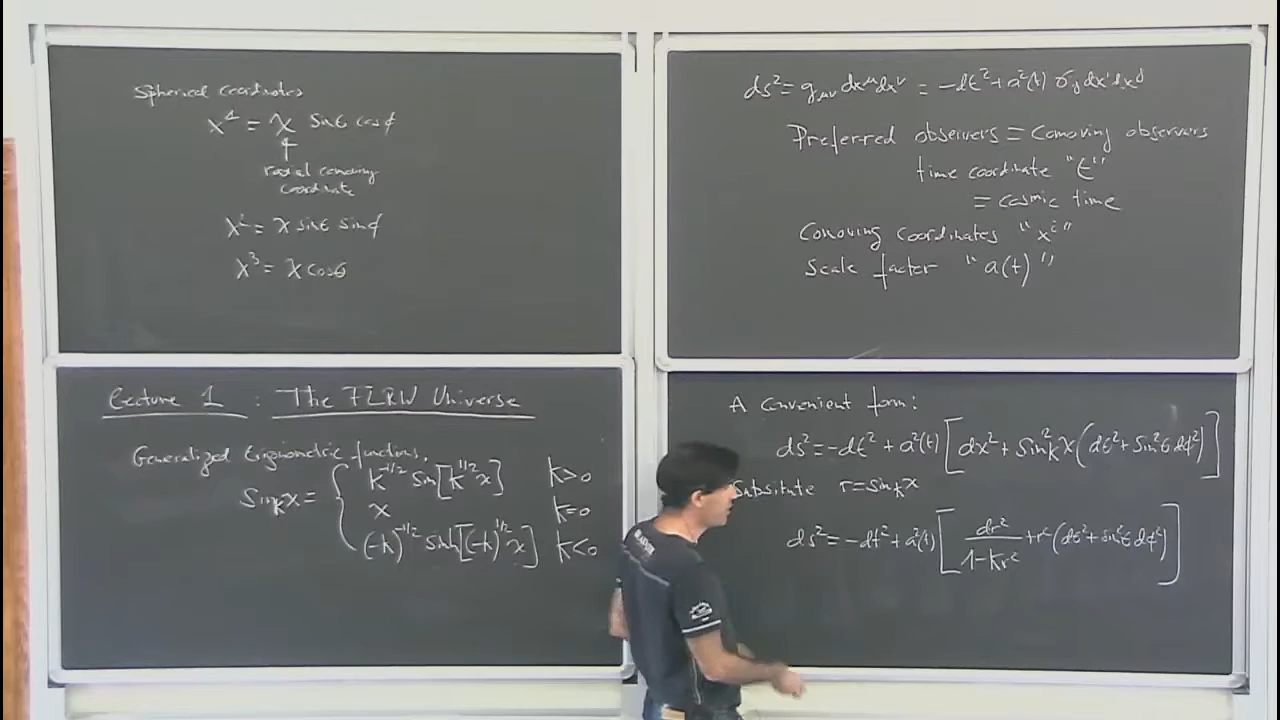 Spherical coordinates
x¹ = χ sinθ cosϕ
↑
radial comoving
coordinate
x² = χ sinθ sinϕ
x³ = χ cosθ
ds² = g_μν dx^μ dx^ν = -dt² + a²(t) σ_ij dx^i dx^j
Preferred observers ≡ Comoving observers
time coordinate "t"
≡ cosmic time
Comoving coordinates "x^i"
Scale factor "a(t)"
Lecture 1 : The FLRW Universe
Generalized trigonometric functions
sin_k χ = {
k^{-1/2} sin[k^{1/2} χ] k>0
χ k=0
(-k)^{-1/2} sinh[(-k)^{1/2} χ] k<0
A convenient form:
ds² = -dt² + a²(t) [dχ² + sin²_k χ (dθ² + sin²θ dϕ²)]
Substitute r = sin_k χ
ds² = -dt² + a²(t) [dr²/(1-kr²) + r² (dθ² + sin²θ dϕ²)]